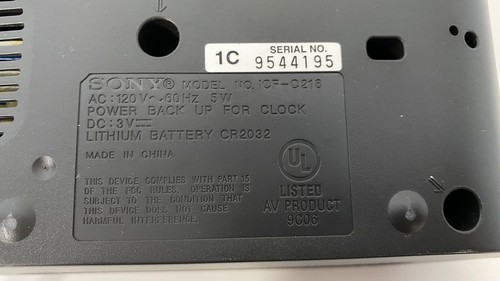 1C SERIAL NO.
9544195
SONY® MODEL NO. ICF-C218
AC: 120V~60Hz 5W
POWER BACK UP FOR CLOCK
DC: 3V⎓
LITHIUM BATTERY CR2032
MADE IN CHINA
THIS DEVICE COMPLIES WITH PART 15
OF THE FCC RULES. OPERATION IS
SUBJECT TO THE CONDITION THAT
THIS DEVICE DOES NOT CAUSE
HARMFUL INTERFERENCE.
UL
LISTED
AV PRODUCT
9C06